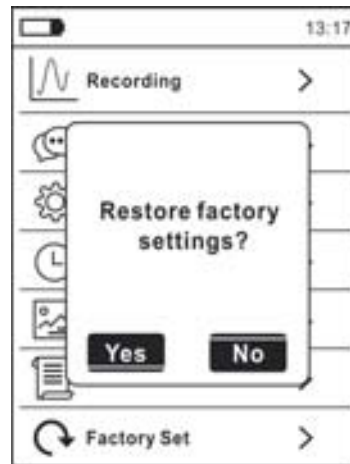 13:17
Recording
Restore factory
settings?
Yes No
Factory Set